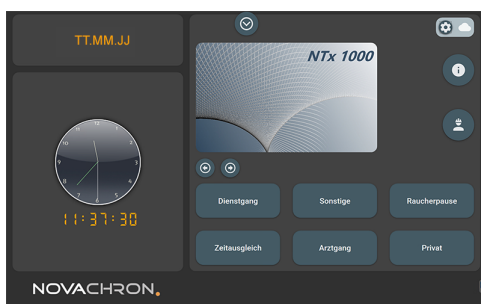 TT.MM.JJ
NTx 1000
11:37:30
Dienstgang
Sonstige
Raucherpause
Zeitausgleich
Arztgang
Privat
NOVACHRON.